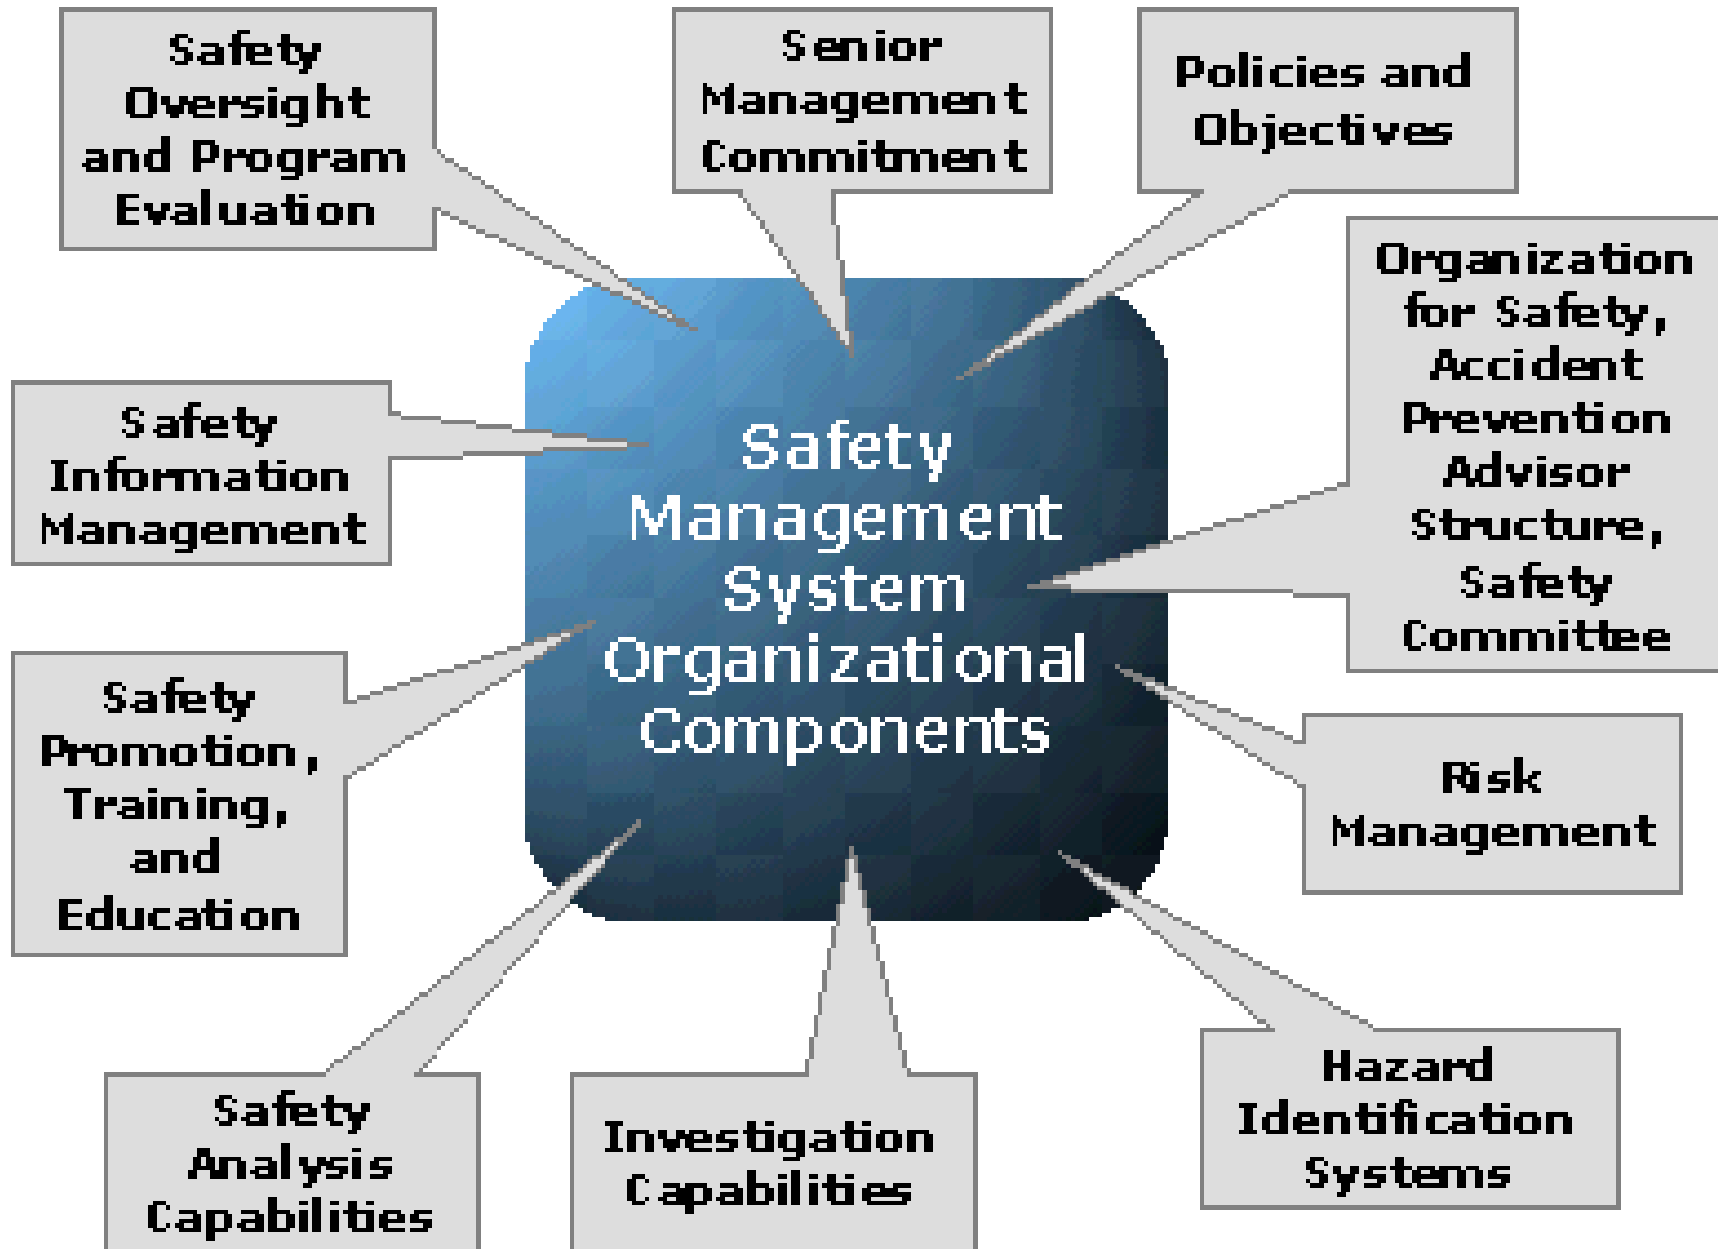 Safety
Oversight
and Program
Evaluation
Senior
Management
Commitment
Policies and
Objectives
Organization
for Safety,
Accident
Prevention
Advisor
Structure,
Safety
Committee
Safety
Information
Management
Safety
Management
System
Organizational
Components
Safety
Promotion,
Training,
and
Education
Risk
Management
Safety
Analysis
Capabilities
Investigation
Capabilities
Hazard
Identification
Systems